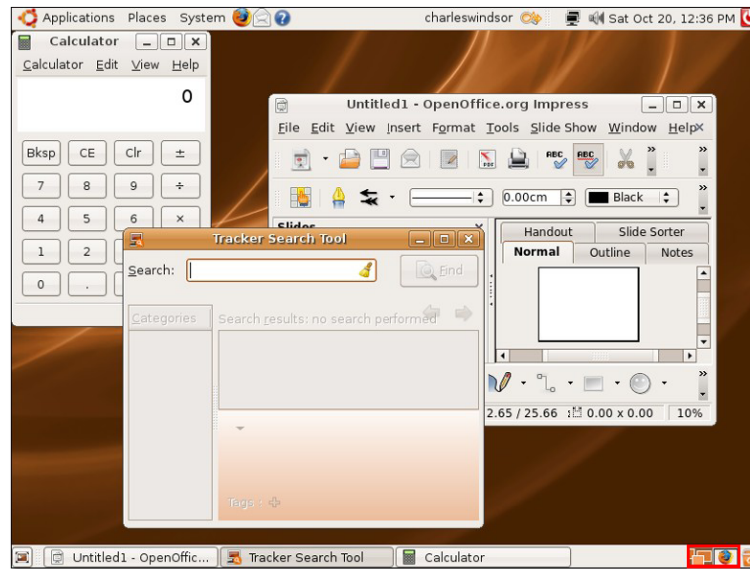 Applications Places System charleswindsor Sat Oct 20, 12:36 PM
Calculator
Calculator Edit View Help
0
Bksp CE Clr ±
7 8 9 ÷
4 5 6 ×
1 2
0 .
Untitled1 - OpenOffice.org Impress
File Edit View Insert Format Tools Slide Show Window Help
PDF ABC ABC
0.00cm Black
Slides
Handout Slide Sorter
Normal Outline Notes
2.65 / 25.66 0.00 x 0.00 10%
Tracker Search Tool
Search: Find
Categories Search results: no search performed
Tags
Untitled1 - OpenOffic... Tracker Search Tool Calculator